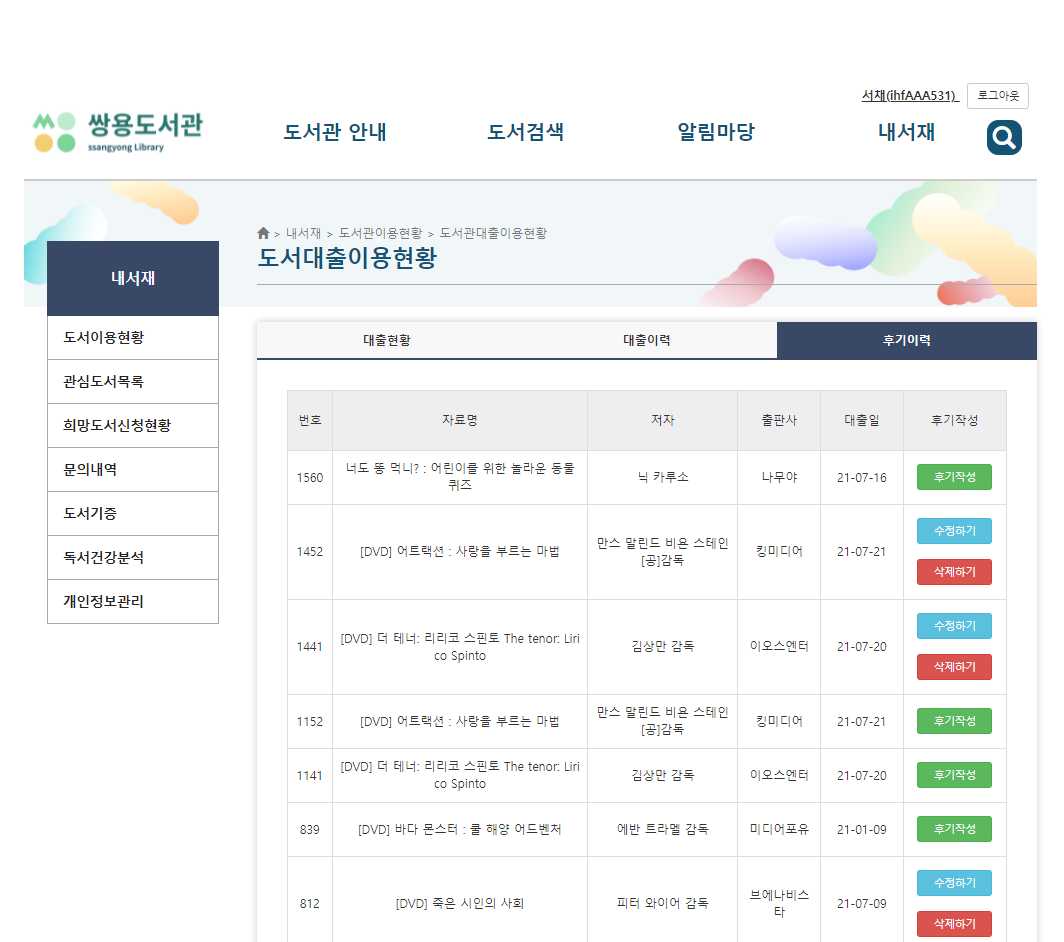 서채(ihfAAA531)
로그아웃
쌍용도서관
ssangyong Library
도서관 안내
도서검색
알림마당
내서재
> 내서재 > 도서관이용현황 > 도서관대출이용현황
도서대출이용현황
내서재
도서이용현황
관심도서목록
희망도서신청현황
문의내역
도서기증
독서건강분석
개인정보관리
대출현황 대출이력 후기이력
번호 자료명 저자 출판사 대출일 후기작성
1560 너도 똥 먹니? : 어린이를 위한 놀라운 동물
퀴즈 닉 카루소 나무야 21-07-16 후기작성
1452 [DVD] 어트랙션 : 사랑을 부르는 마법 만스 말린드 비욘 스테인
[공]감독 킹미디어 21-07-21 수정하기
삭제하기
1441 [DVD] 더 테너: 리리코 스핀토 The tenor: Liri
co Spinto 김상만 감독 이오스엔터 21-07-20 수정하기
삭제하기
1152 [DVD] 어트랙션 : 사랑을 부르는 마법 만스 말린드 비욘 스테인
[공]감독 킹미디어 21-07-21 후기작성
1141 [DVD] 더 테너: 리리코 스핀토 The tenor: Liri
co Spinto 김상만 감독 이오스엔터 21-07-20 후기작성
839 [DVD] 바다 몬스터 : 쿨 해양 어드벤처 에반 트라멜 감독 미디어포유 21-01-09 후기작성
812 [DVD] 죽은 시인의 사회 피터 와이어 감독 브에나비스
타 21-07-09 수정하기
삭제하기